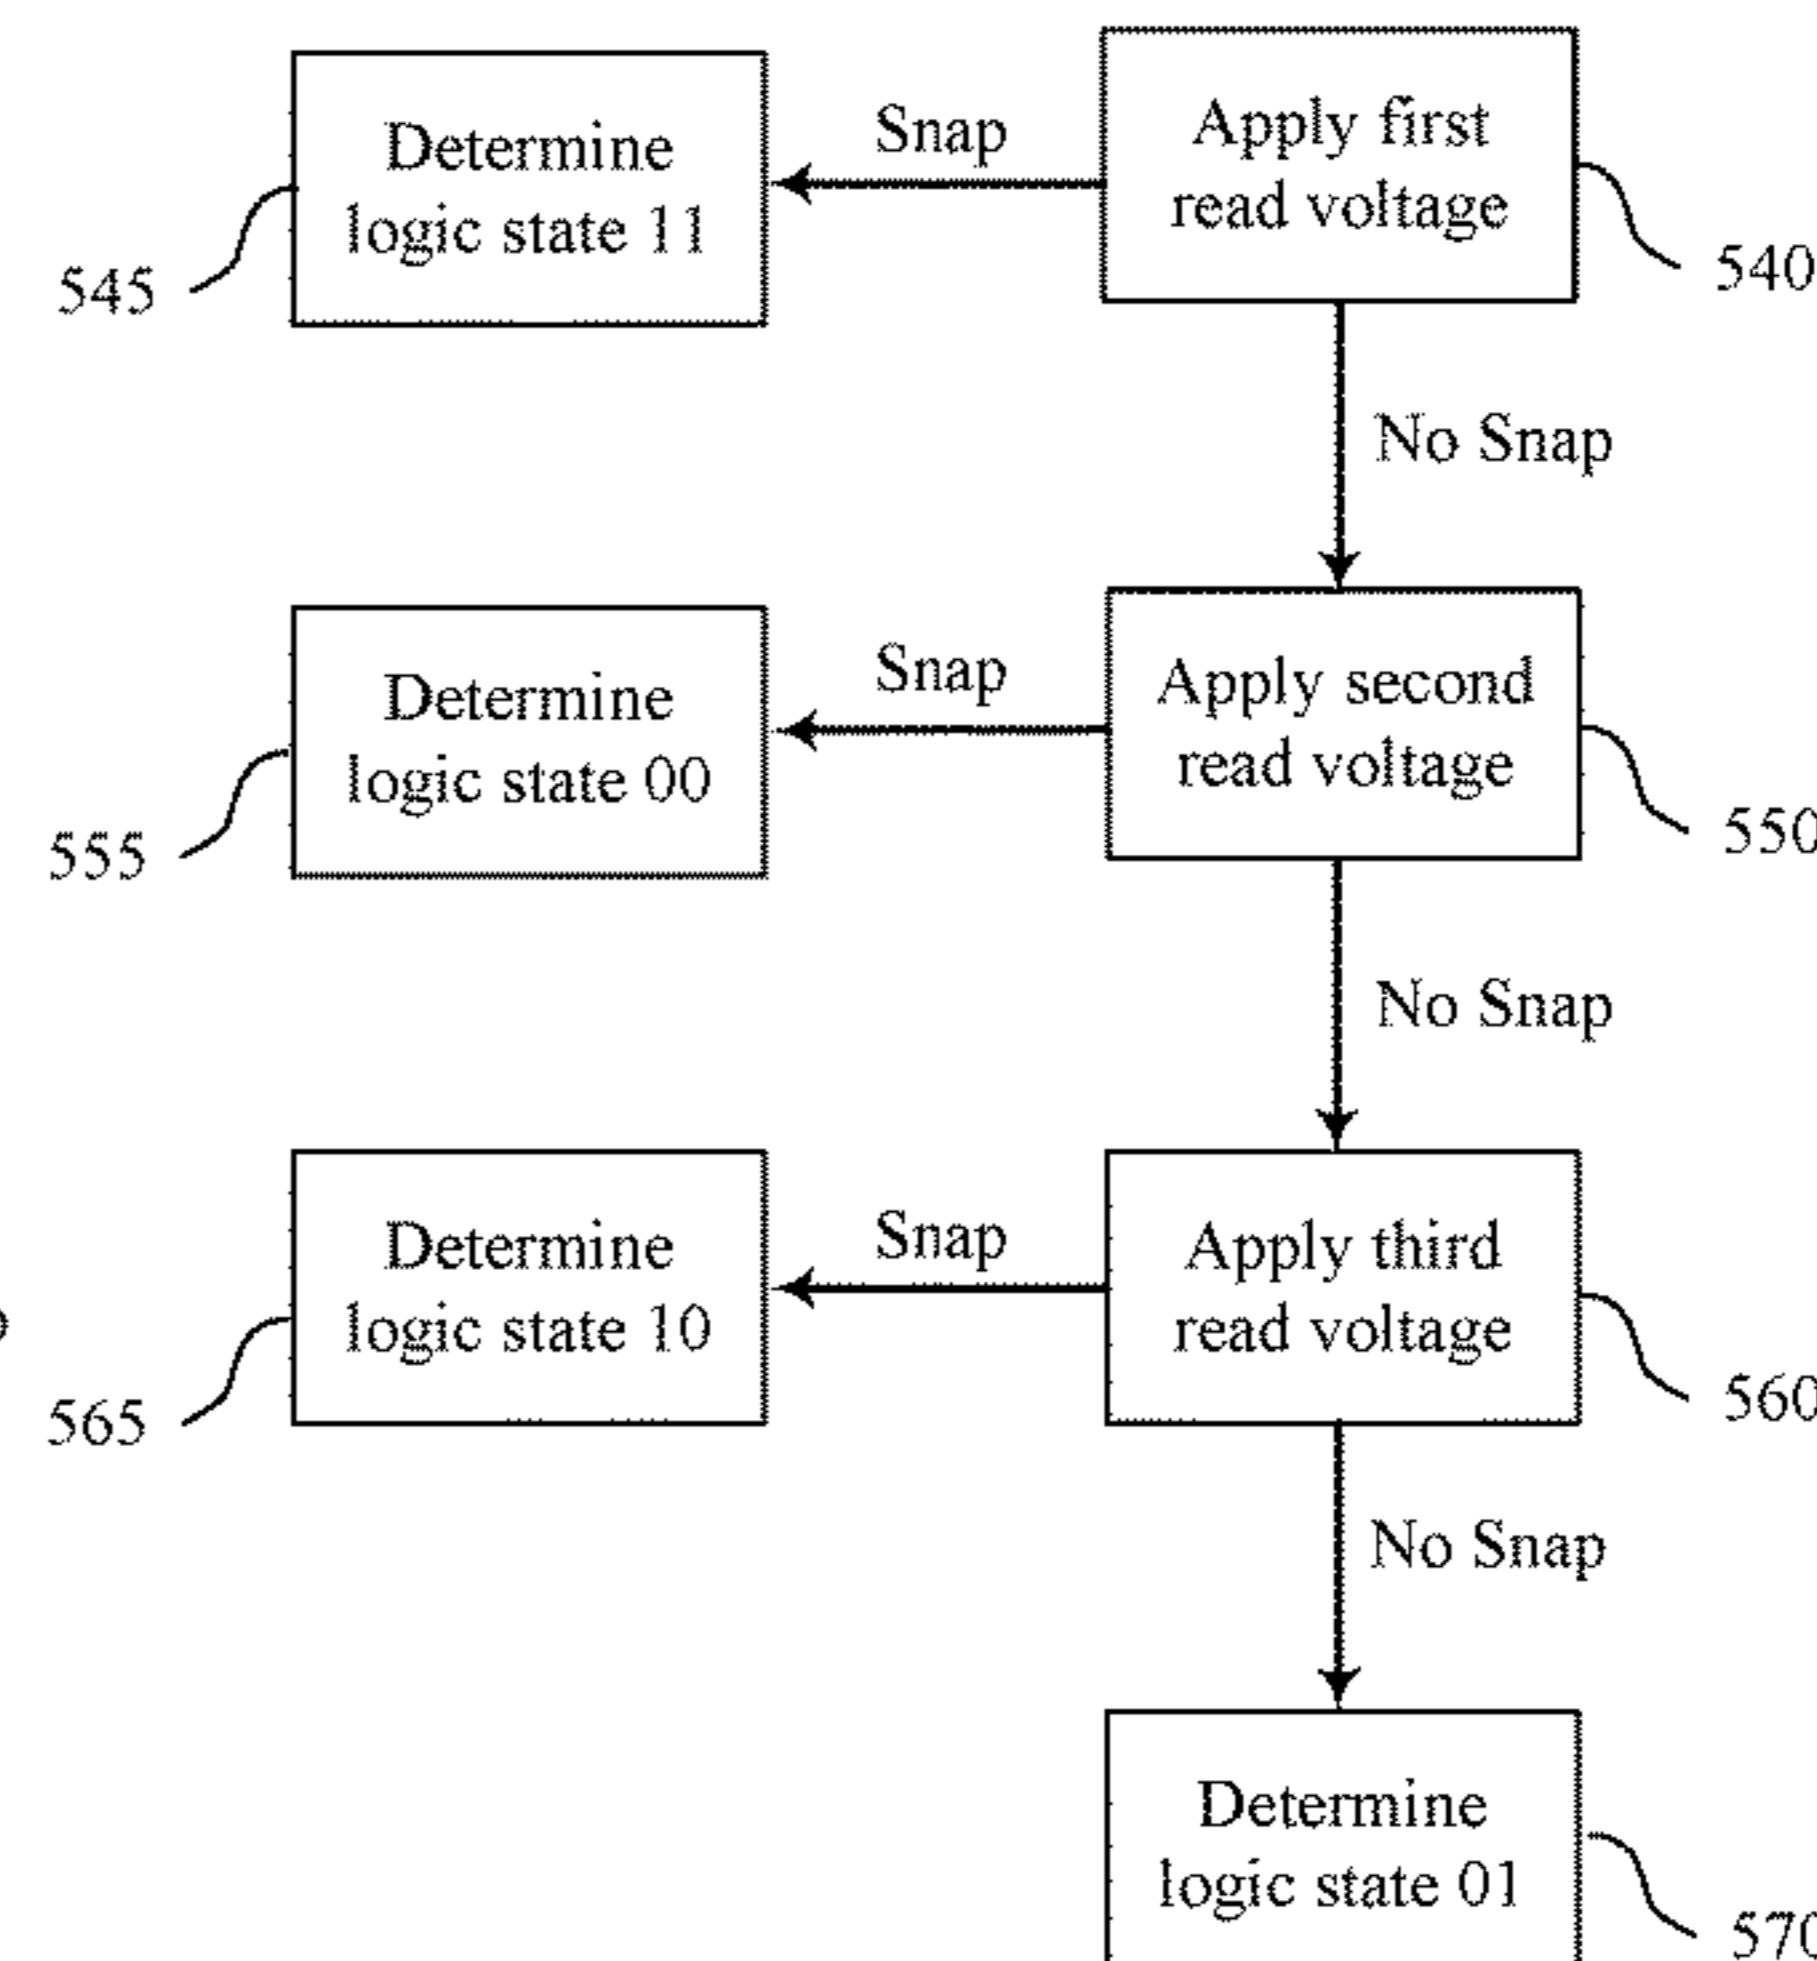 Determine
logic state 11
Snap
Apply first
read voltage
545
540
No Snap
Determine
logic state 00
Snap
Apply second
read voltage
555
550
No Snap
Determine
logic state 10
Snap
Apply third
read voltage
565
560
No Snap
Determine
logic state 01
570